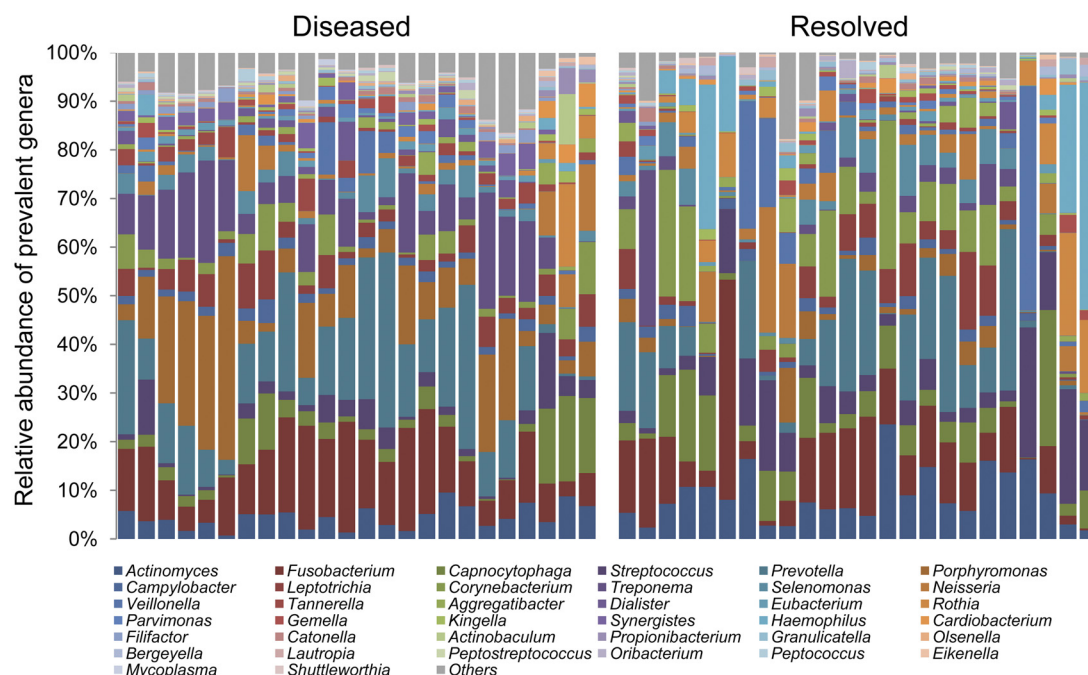 Diseased Resolved
Relative abundance of prevalent genera
100%
90%
80%
70%
60%
50%
40%
30%
20%
10%
0%
Actinomyces Fusobacterium Capnocytophaga Streptococcus Prevotella Porphyromonas
Campylobacter Leptotrichia Corynebacterium Treponema Selenomonas Neisseria
Veillonella Tannerella Aggregatibacter Dialister Eubacterium Rothia
Parvimonas Gemella Kingella Synergistes Haemophilus Cardiobacterium
Filifactor Catonella Actinobaculum Propionibacterium Granulicatella Olsenella
Bergeyella Lautropia Peptostreptococcus Oribacterium Peptococcus Eikenella
Mycoplasma Shuttleworthia Others